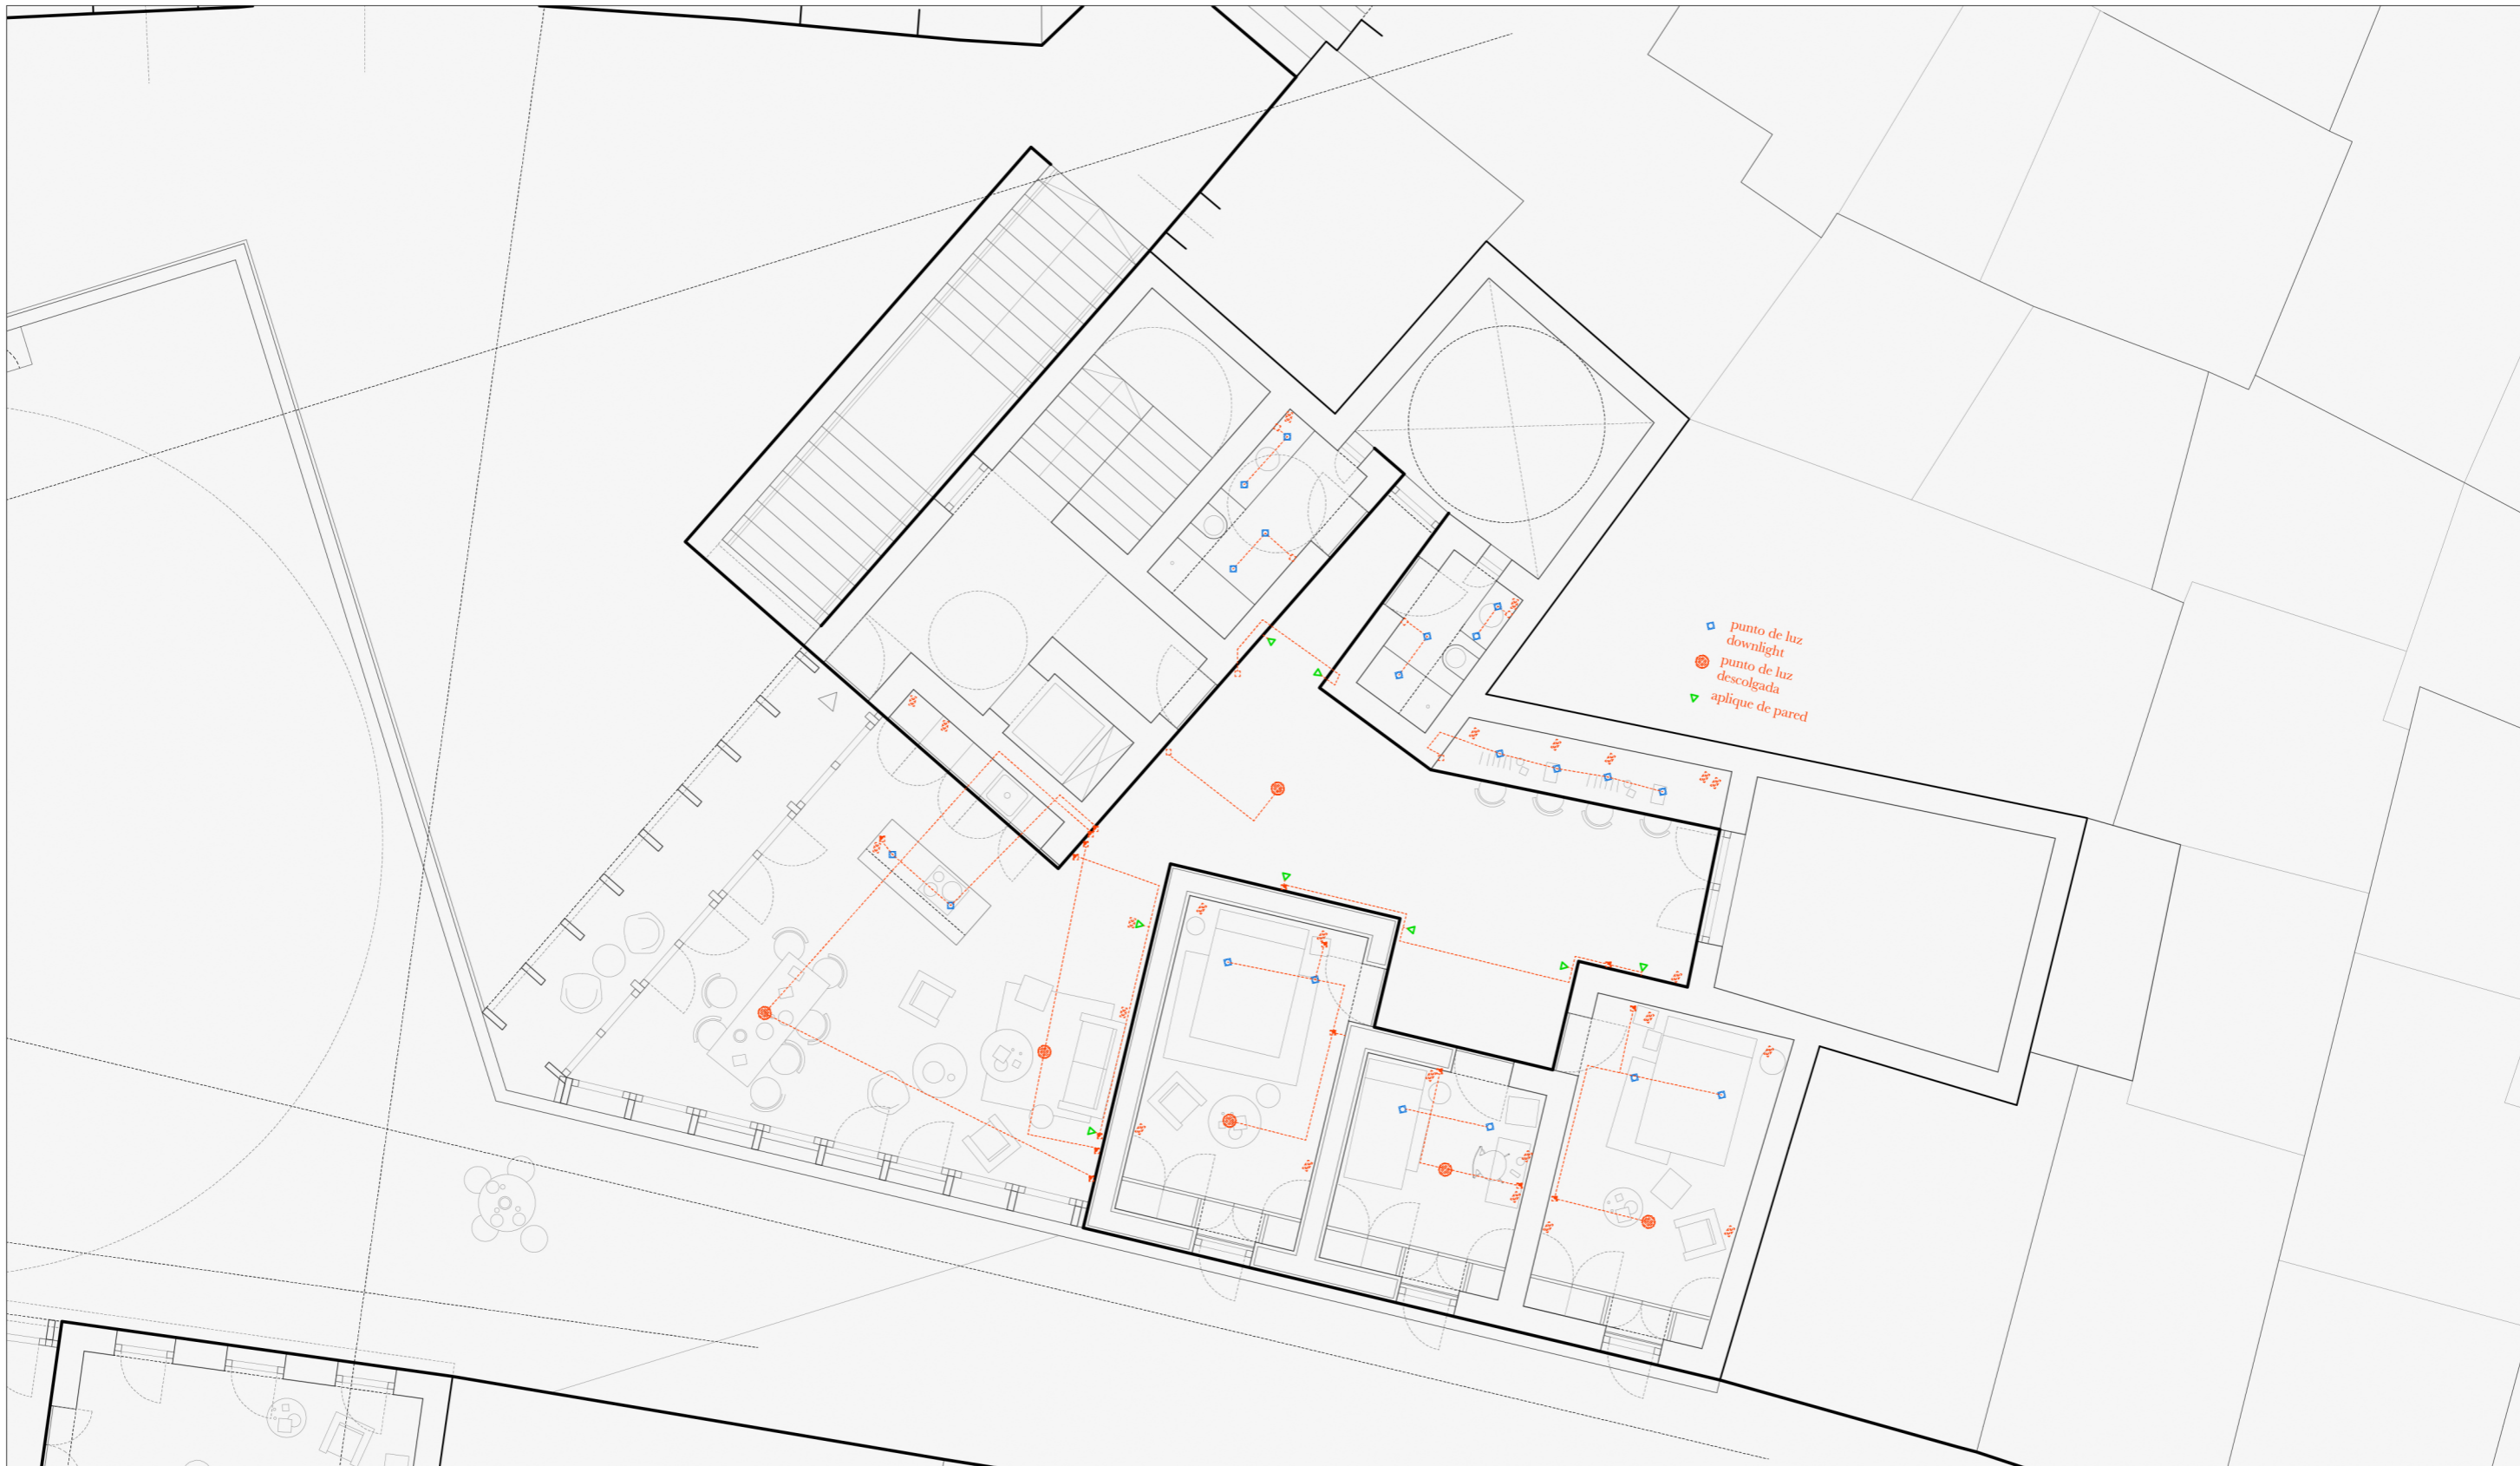 punto de luz
downlight
punto de luz
descolgada
aplique de pared